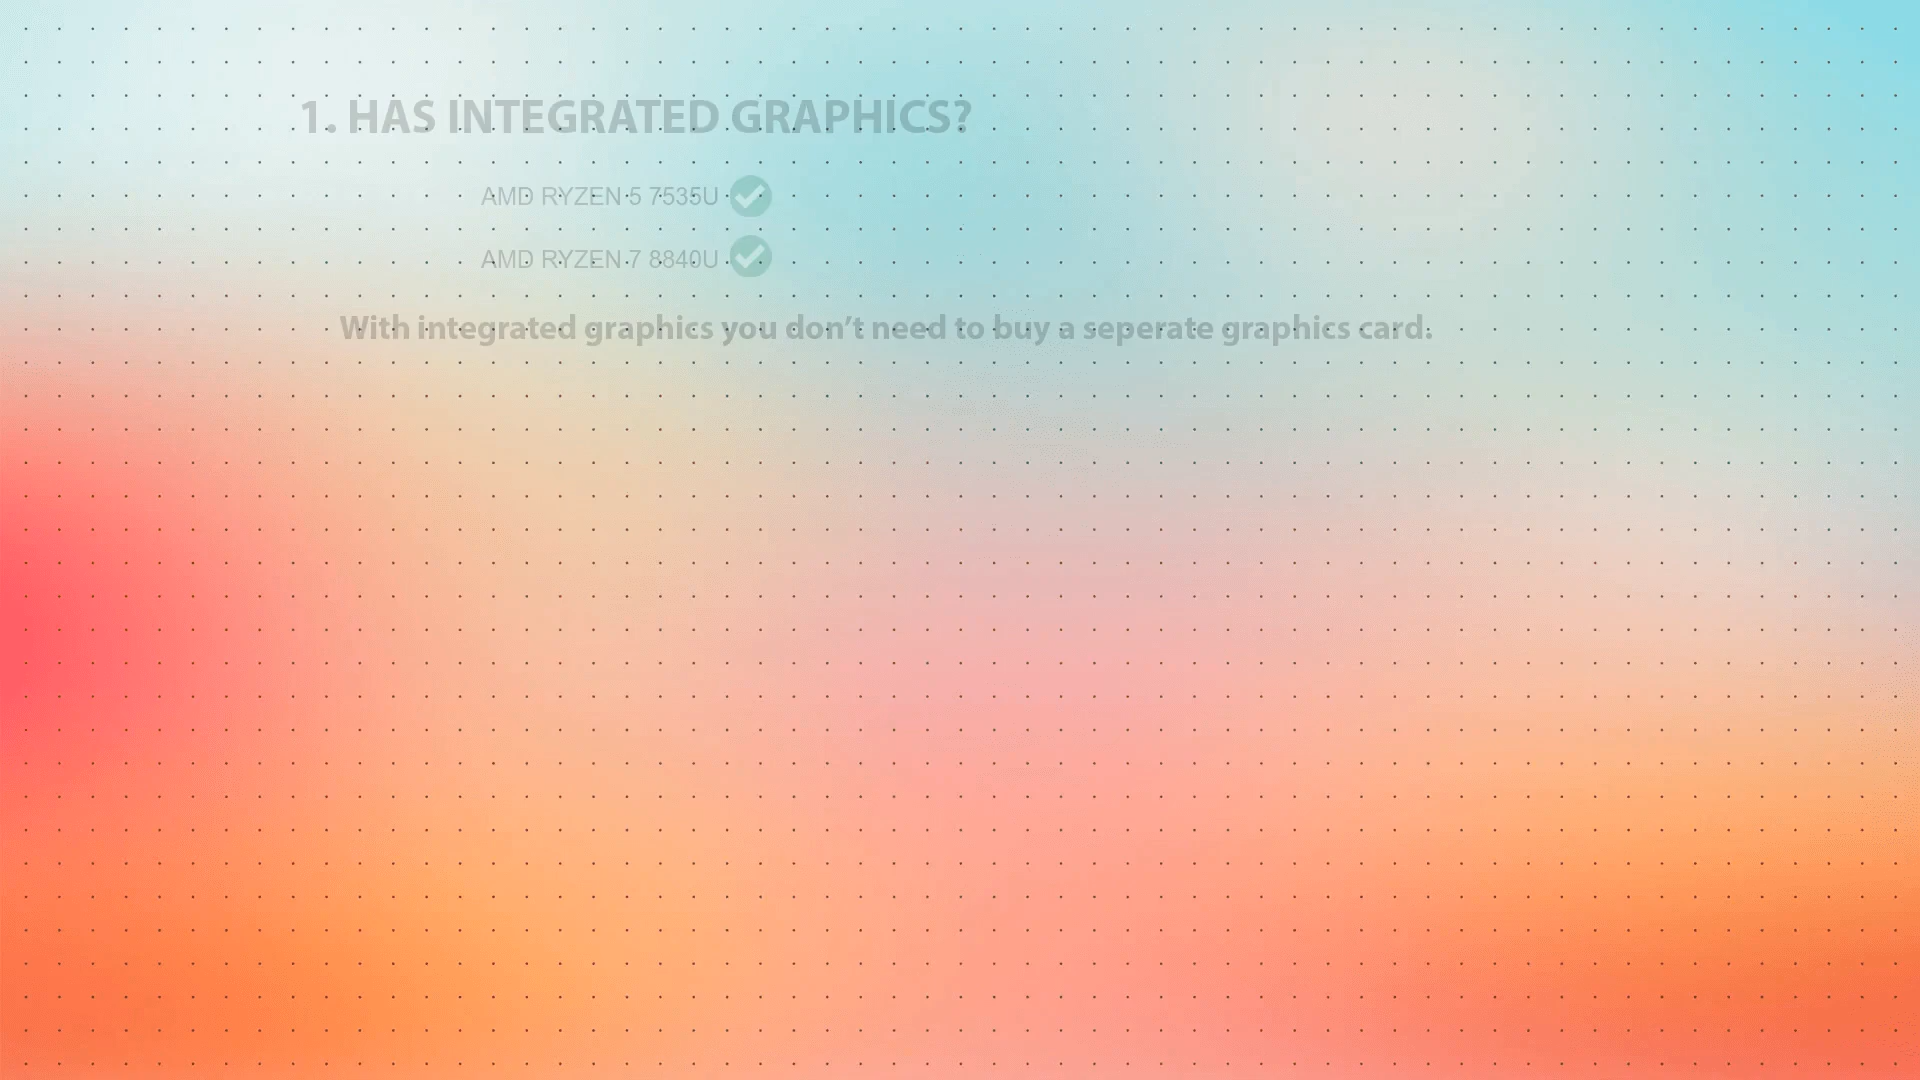 1. HAS INTEGRATED GRAPHICS?
AMD RYZEN 5 7535U
AMD RYZEN 7 8840U
With integrated graphics you don’t need to buy a seperate graphics card.